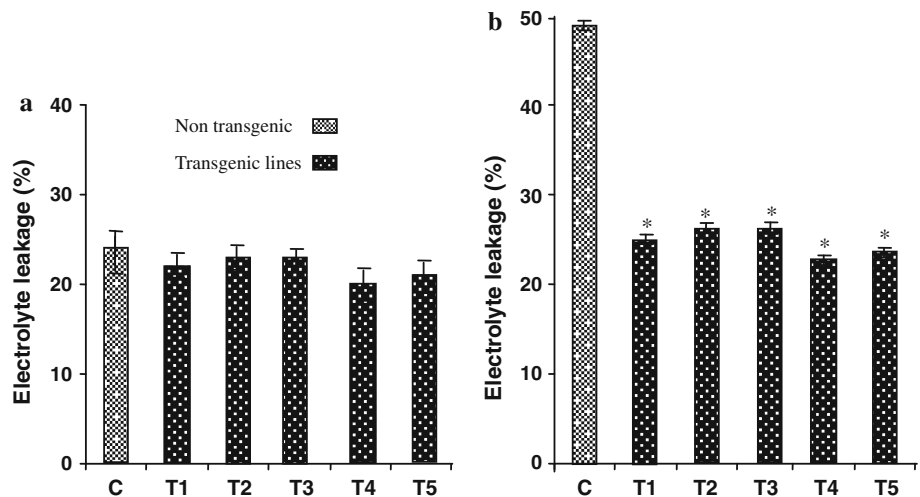 a
Electrolyte leakage (%)
40
30
20
10
0
Non transgenic
Transgenic lines
C T1 T2 T3 T4 T5
b
Electrolyte leakage (%)
50
40
30
20
10
0
* * * * *
C T1 T2 T3 T4 T5